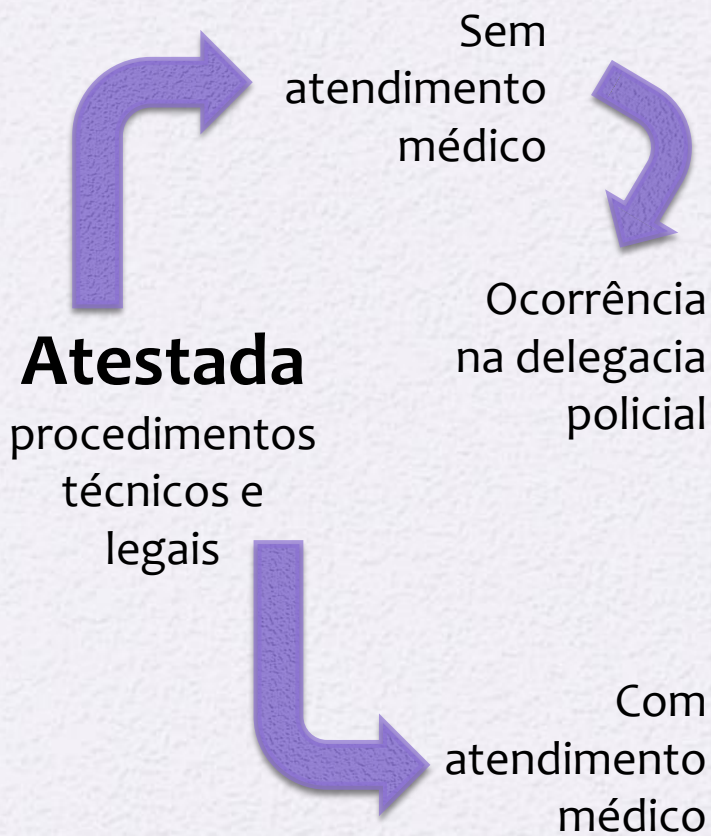 Sem
atendimento
médico
Ocorrência
na delegacia
policial
Atestada
procedimentos
técnicos e
legais
Com
atendimento
médico